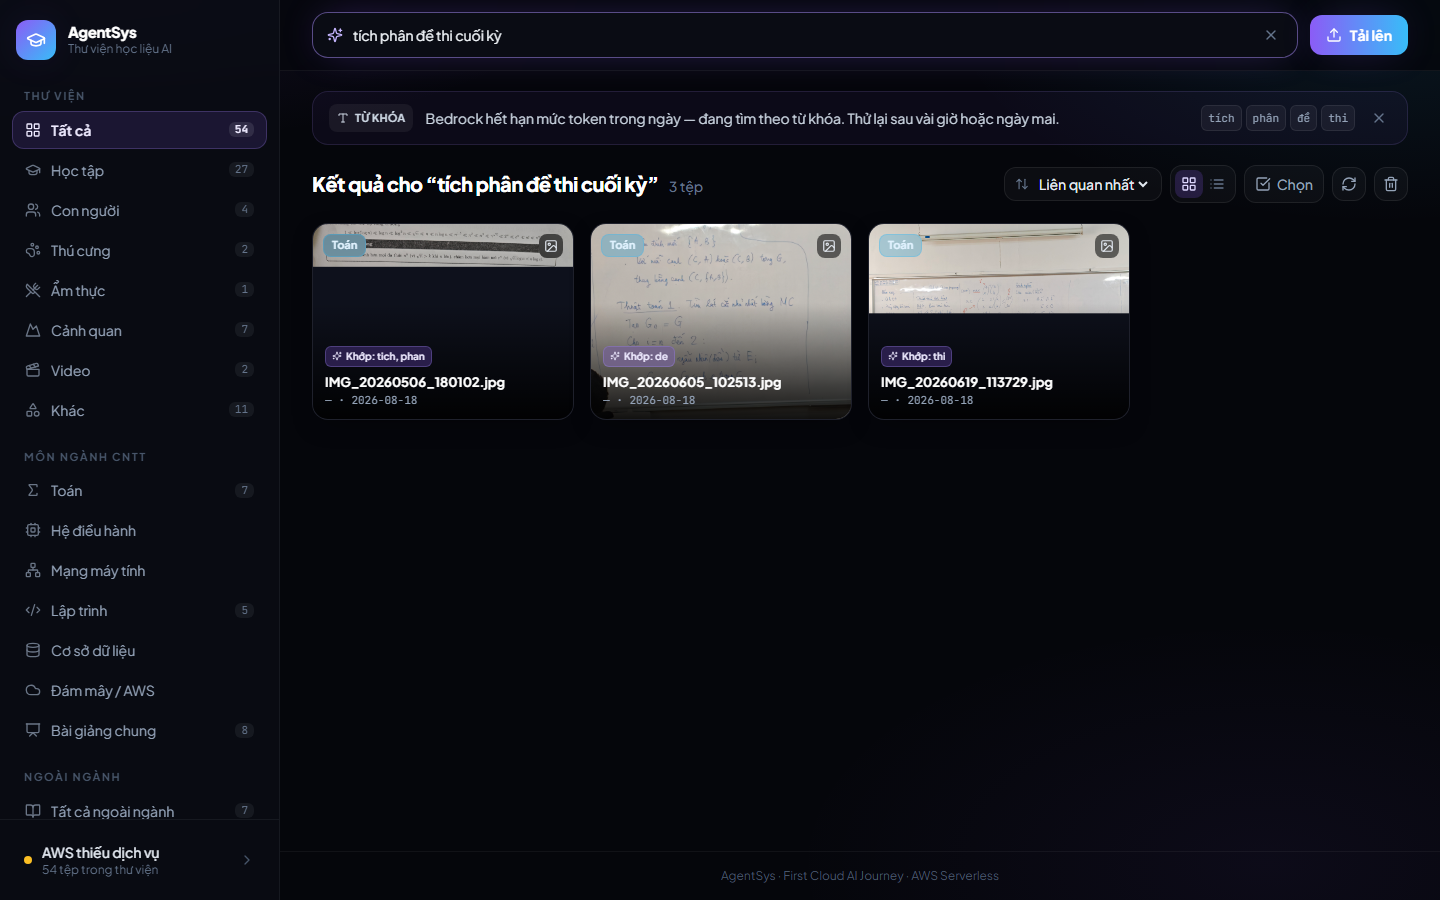 AgentSys
Thư viện học liệu AI
THƯ VIỆN
Tất cả 54
Học tập 27
Con người 4
Thú cưng 2
Ẩm thực 1
Cảnh quan 7
Video 2
Khác 11
MÔN NGÀNH CNTT
Toán 7
Hệ điều hành
Mạng máy tính
Lập trình 5
Cơ sở dữ liệu
Đám mây / AWS
Bài giảng chung 8
NGOÀI NGÀNH
Tất cả ngoài ngành 7
AWS thiếu dịch vụ
54 tệp trong thư viện
tích phân đề thi cuối kỳ
Tải lên
TỪ KHÓA Bedrock hết hạn mức token trong ngày — đang tìm theo từ khóa. Thử lại sau vài giờ hoặc ngày mai. tích phân đề thi
Kết quả cho “tích phân đề thi cuối kỳ” 3 tệp
Liên quan nhất
Chọn
Toán
Khớp: tich, phan
IMG_20260506_180102.jpg
— · 2026-08-18
Toán
Thuật toán 1.
Khớp: de
IMG_20260605_102513.jpg
— · 2026-08-18
Toán
Khớp: thi
IMG_20260619_113729.jpg
— · 2026-08-18
AgentSys · First Cloud AI Journey · AWS Serverless